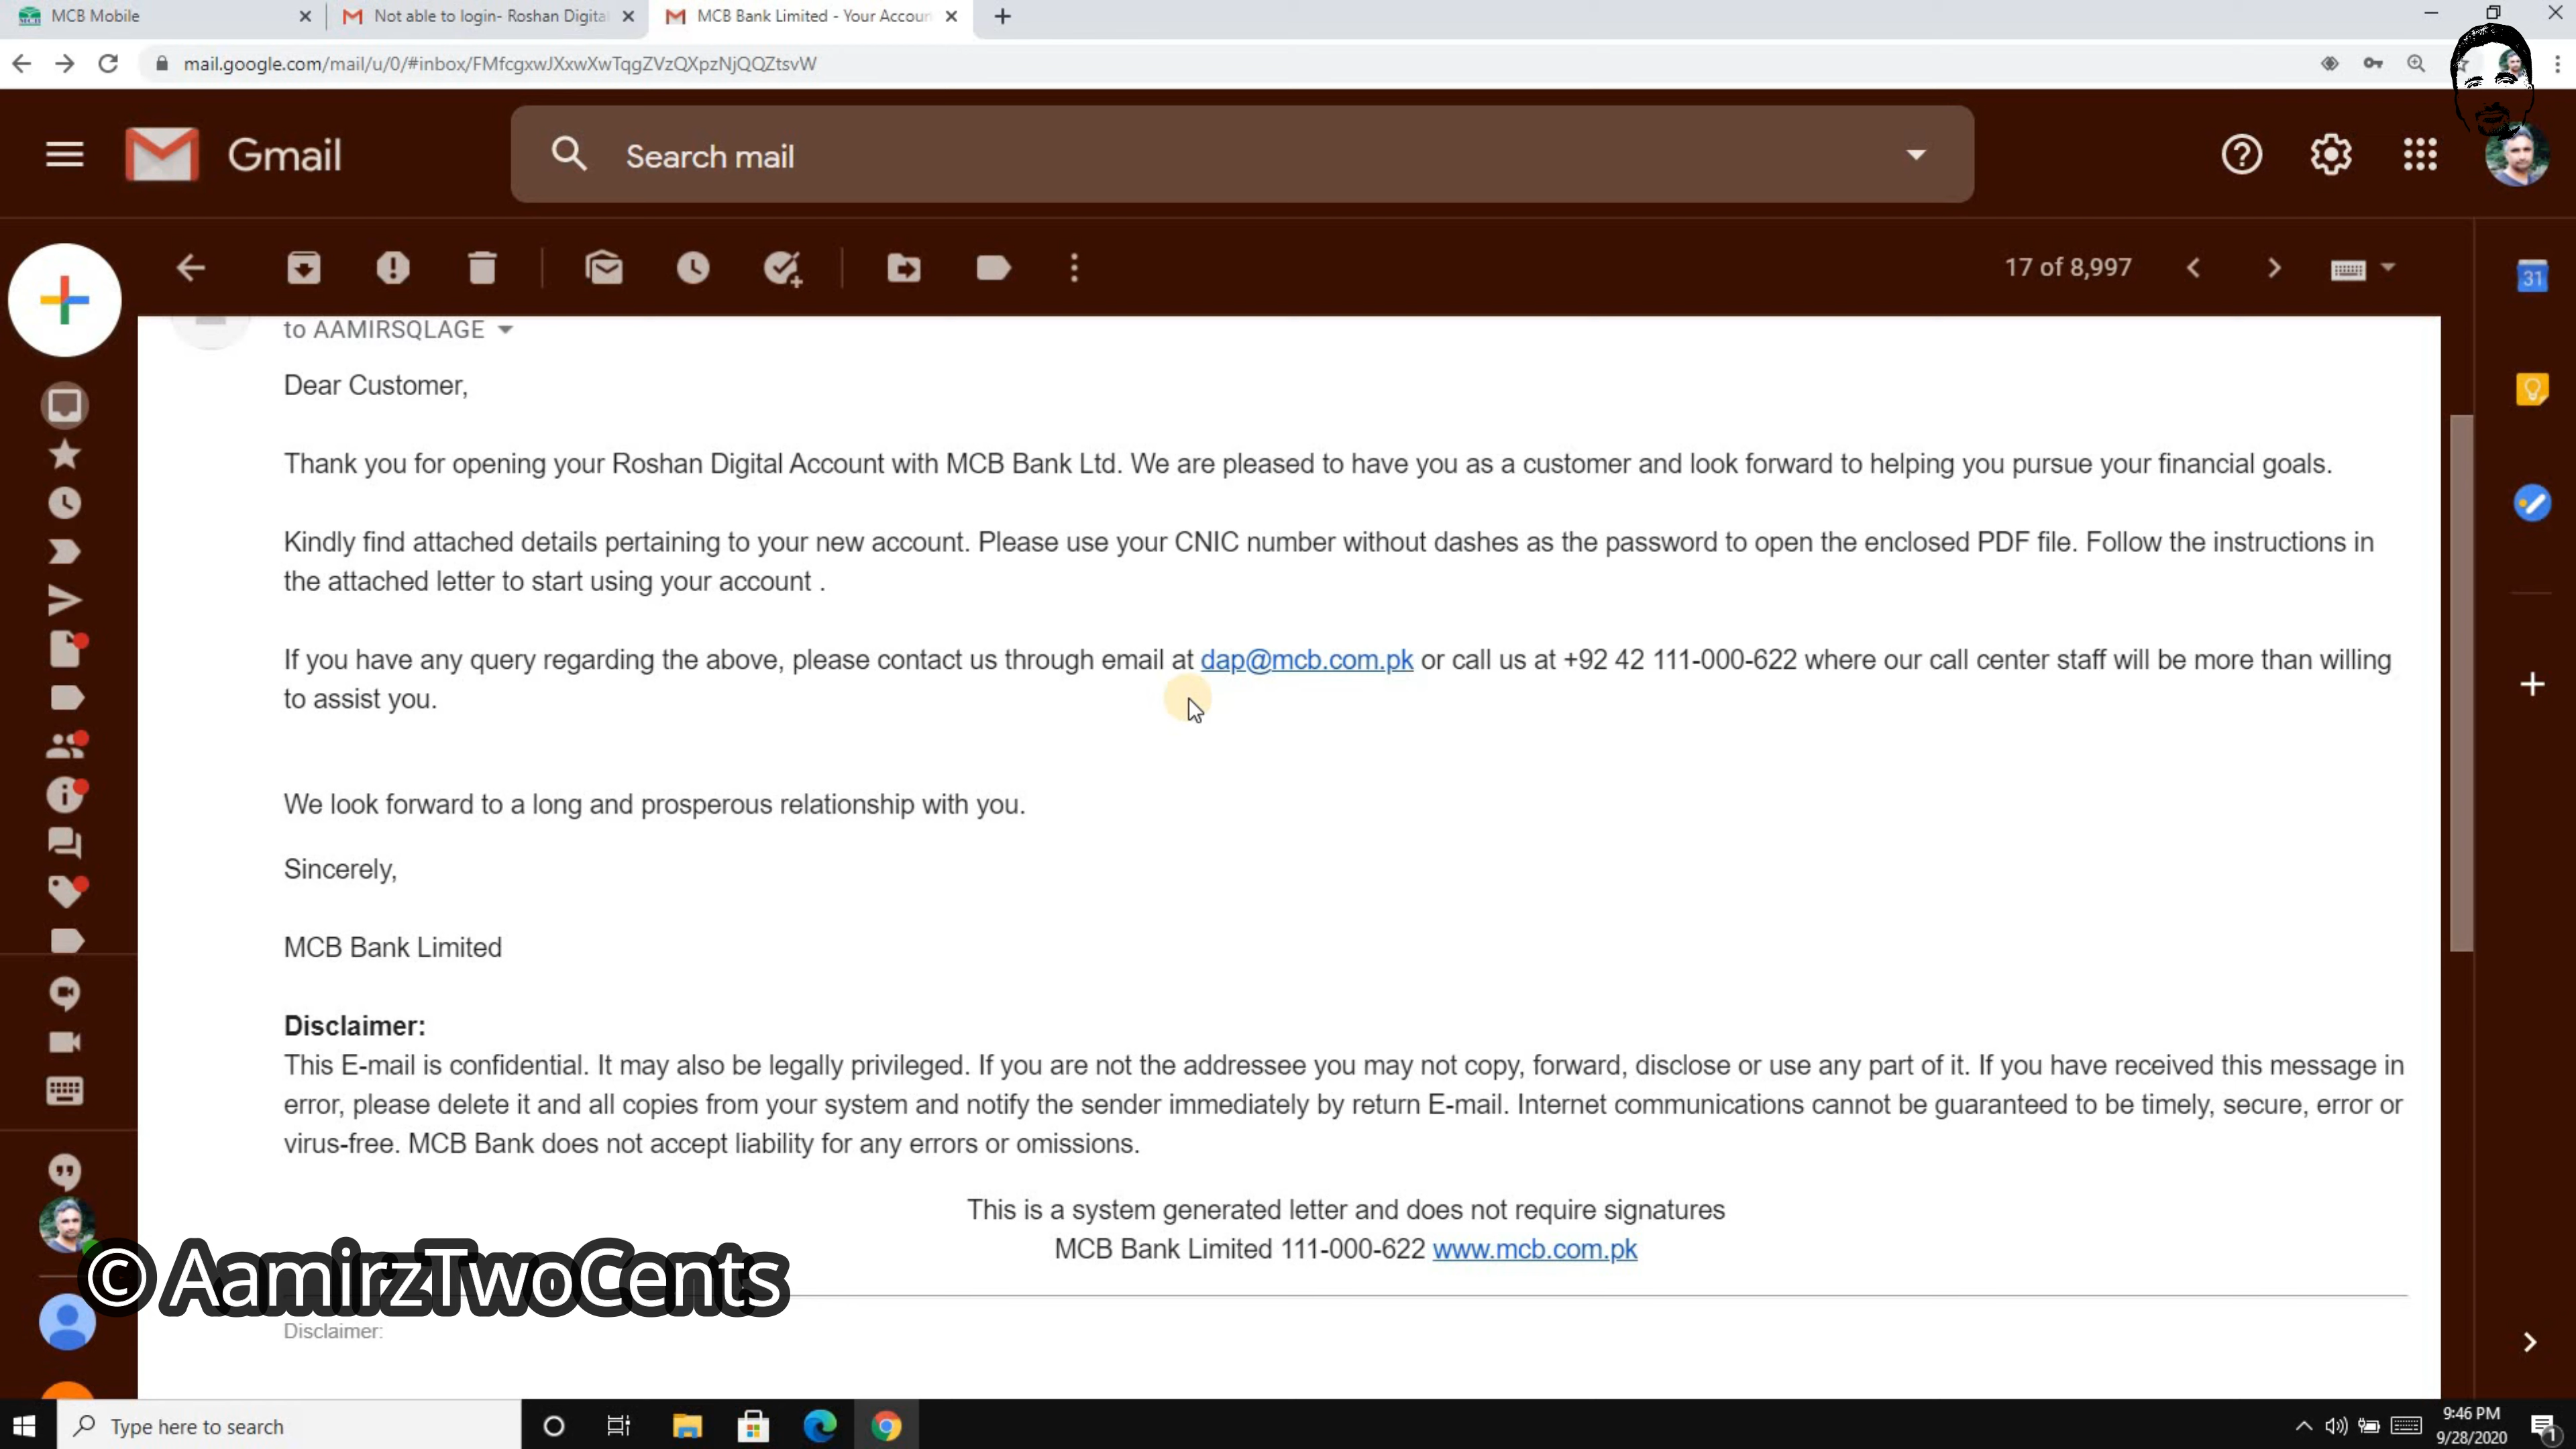 MCB Mobile
Not able to login- Roshan Digital
MCB Bank Limited - Your Accoun
mail.google.com/mail/u/0/#inbox/FMfcgxwJXxwXwTqgZVzQXpzNjQQZtsvW
Gmail
Search mail
17 of 8,997
31
to AAMIRSQLAGE
Dear Customer,
Thank you for opening your Roshan Digital Account with MCB Bank Ltd. We are pleased to have you as a customer and look forward to helping you pursue your financial goals.
Kindly find attached details pertaining to your new account. Please use your CNIC number without dashes as the password to open the enclosed PDF file. Follow the instructions in
the attached letter to start using your account .
If you have any query regarding the above, please contact us through email at dap@mcb.com.pk or call us at +92 42 111-000-622 where our call center staff will be more than willing
to assist you.
We look forward to a long and prosperous relationship with you.
Sincerely,
MCB Bank Limited
Disclaimer:
This E-mail is confidential. It may also be legally privileged. If you are not the addressee you may not copy, forward, disclose or use any part of it. If you have received this message in
error, please delete it and all copies from your system and notify the sender immediately by return E-mail. Internet communications cannot be guaranteed to be timely, secure, error or
virus-free. MCB Bank does not accept liability for any errors or omissions.
This is a system generated letter and does not require signatures
MCB Bank Limited 111-000-622 www.mcb.com.pk
© AamirzTwoCents
Disclaimer:
Type here to search
9:46 PM
9/28/2020
1